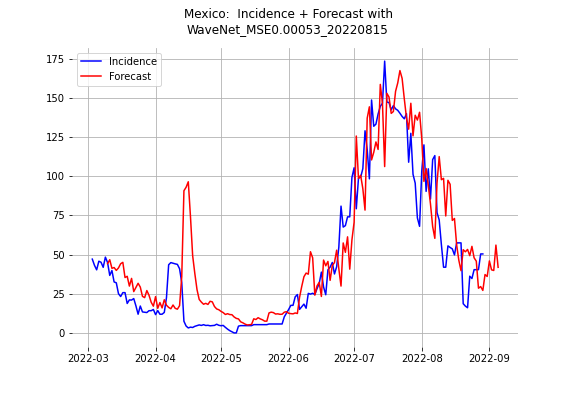 Mexico:  Incidence + Forecast with
WaveNet_MSE0.00053_20220815
Incidence
Forecast
175
150
125
100
75
50
25
0
2022-03 2022-04 2022-05 2022-06 2022-07 2022-08 2022-09